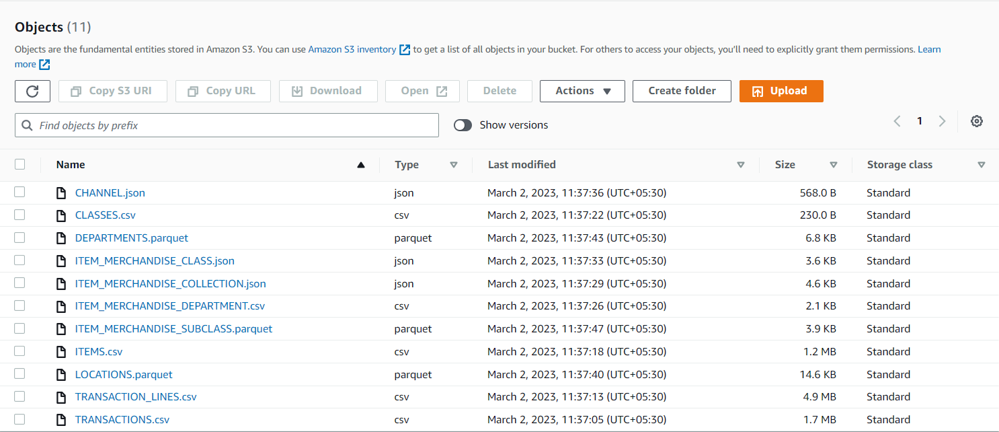 Objects (11)
Objects are the fundamental entities stored in Amazon S3. You can use Amazon S3 inventory to get a list of all objects in your bucket. For others to access your objects, you'll need to explicitly grant them permissions. Learn
more
Copy S3 URI Copy URL Download Open Delete Actions Create folder Upload
Find objects by prefix Show versions 1
Name Type Last modified Size Storage class
CHANNEL.json json March 2, 2023, 11:37:36 (UTC+05:30) 568.0 B Standard
CLASSES.csv csv March 2, 2023, 11:37:22 (UTC+05:30) 230.0 B Standard
DEPARTMENTS.parquet parquet March 2, 2023, 11:37:43 (UTC+05:30) 6.8 KB Standard
ITEM_MERCHANDISE_CLASS.json json March 2, 2023, 11:37:33 (UTC+05:30) 3.6 KB Standard
ITEM_MERCHANDISE_COLLECTION.json json March 2, 2023, 11:37:29 (UTC+05:30) 4.6 KB Standard
ITEM_MERCHANDISE_DEPARTMENT.csv csv March 2, 2023, 11:37:26 (UTC+05:30) 2.1 KB Standard
ITEM_MERCHANDISE_SUBCLASS.parquet parquet March 2, 2023, 11:37:47 (UTC+05:30) 3.9 KB Standard
ITEMS.csv csv March 2, 2023, 11:37:18 (UTC+05:30) 1.2 MB Standard
LOCATIONS.parquet parquet March 2, 2023, 11:37:40 (UTC+05:30) 14.6 KB Standard
TRANSACTION_LINES.csv csv March 2, 2023, 11:37:13 (UTC+05:30) 4.9 MB Standard
TRANSACTIONS.csv csv March 2, 2023, 11:37:05 (UTC+05:30) 1.7 MB Standard